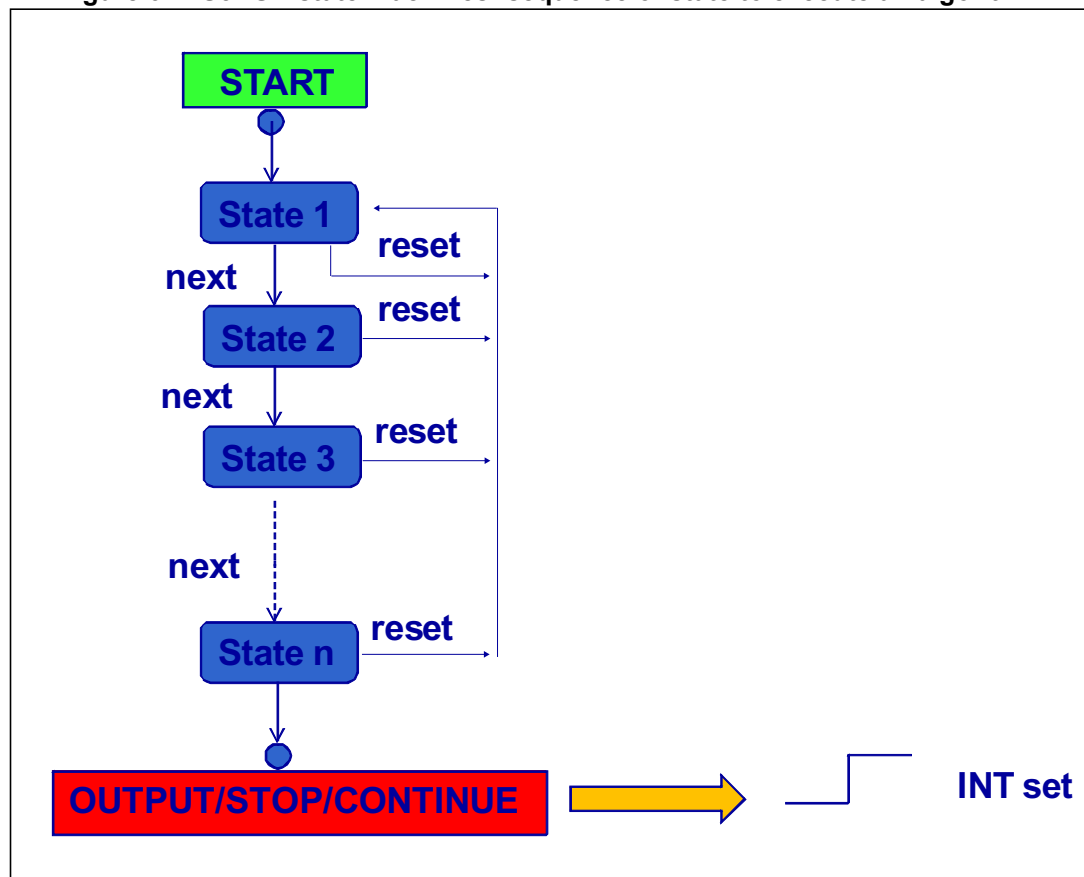 START
State 1
reset
next
reset
State 2
next
reset
State 3
next
reset
State n
OUTPUT/STOP/CONTINUE
INT set